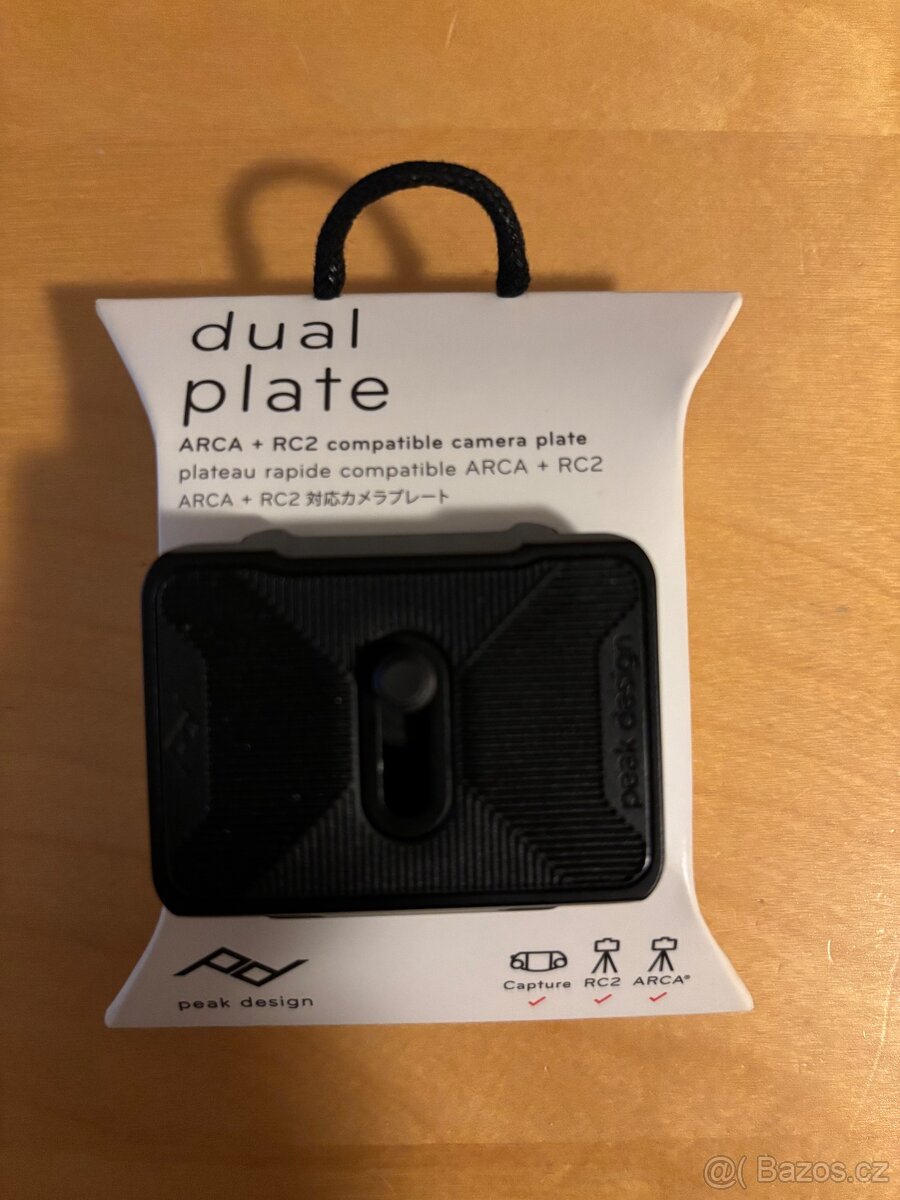 dual
plate
ARCA + RC2 compatible camera plate
plateau rapide compatible ARCA + RC2
ARCA + RC2 対応カメラプレート
peak design
peak design
Capture RC2 ARCA®
@( Bazos.cz